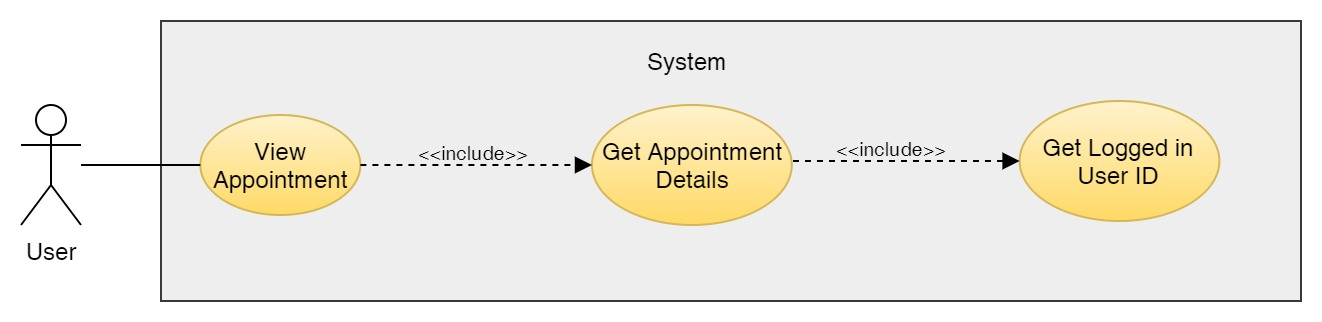 System
View
Appointment
<<include>>
Get Appointment
Details
<<include>>
Get Logged in
User ID
User